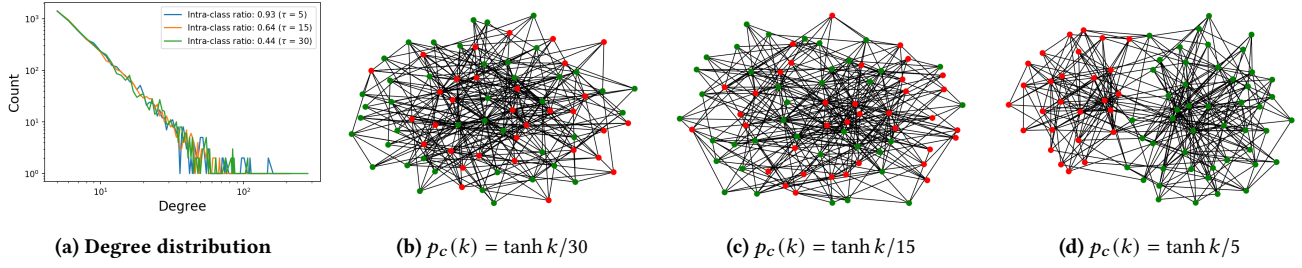 10³
10²
10¹
10⁰
Count
10¹
10²
Degree
Intra-class ratio: 0.93 (τ = 5)
Intra-class ratio: 0.64 (τ = 15)
Intra-class ratio: 0.44 (τ = 30)
(a) Degree distribution
(b) p_c(k) = tanh k/30
(c) p_c(k) = tanh k/15
(d) p_c(k) = tanh k/5